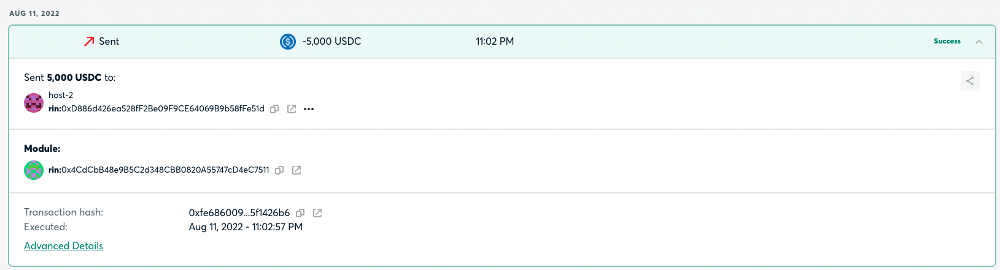 AUG 11, 2022
Sent -5,000 USDC 11:02 PM Success
Sent 5,000 USDC to:
host-2
rin:0xD886d426ea528fF2Be09F9CE64069B9b58fFe51d
Module:
rin:0x4CdCbB48e9B5C2d348CBB0820A55747cD4eC7511
Transaction hash: 0xfe686009...5f1426b6
Executed: Aug 11, 2022 - 11:02:57 PM
Advanced Details